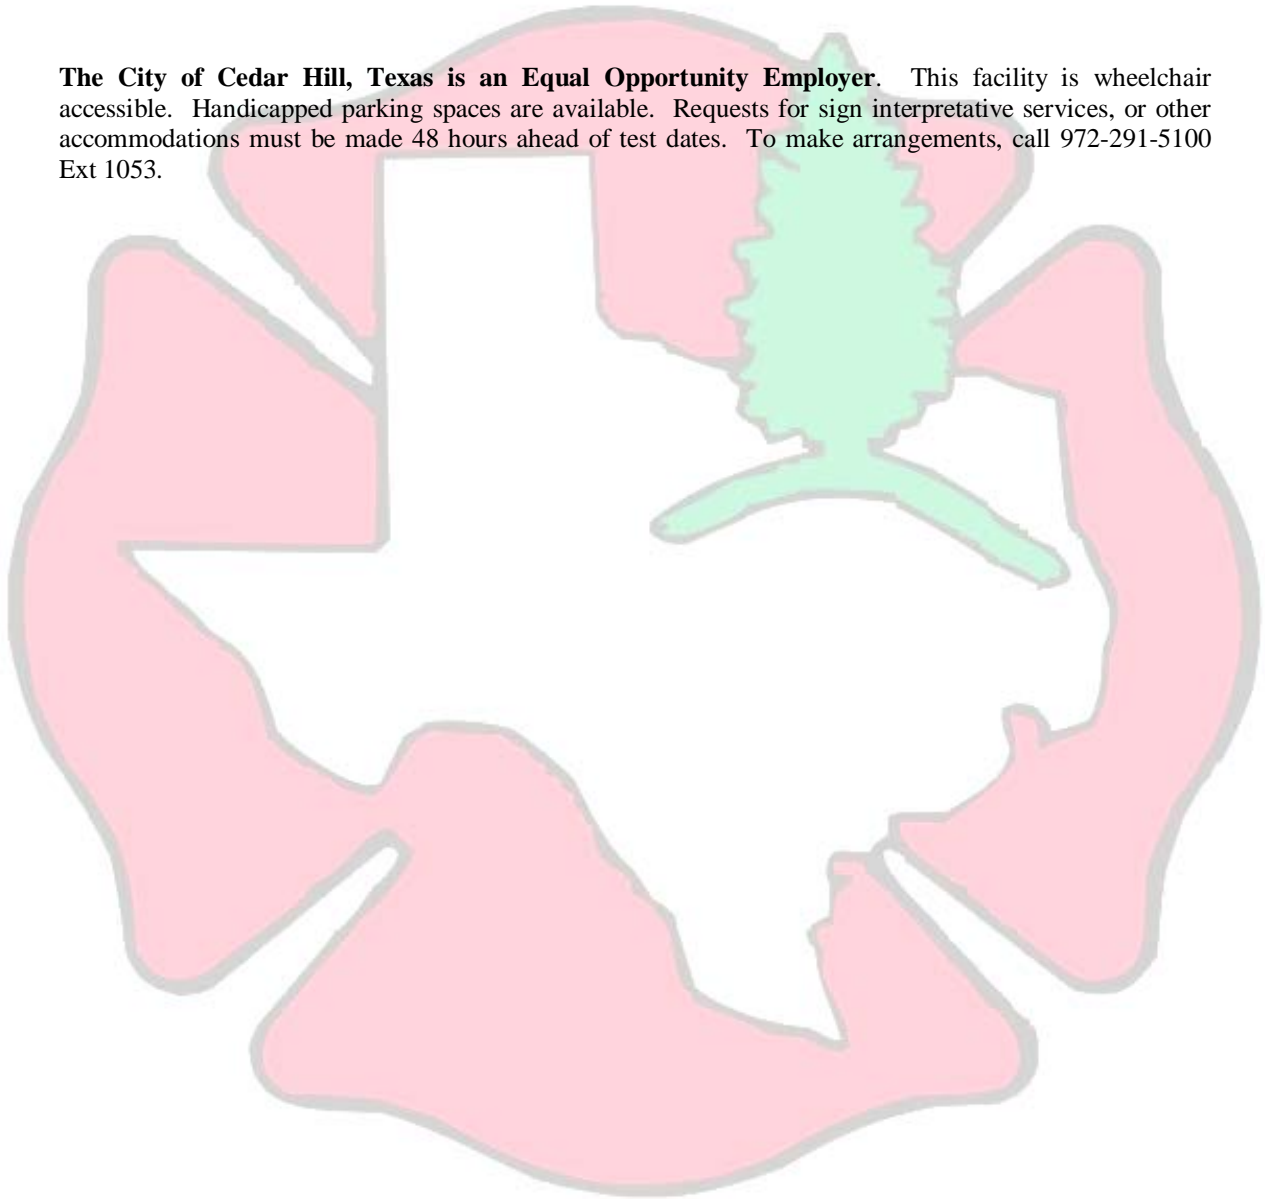 The City of Cedar Hill, Texas is an Equal Opportunity Employer. This facility is wheelchair
accessible. Handicapped parking spaces are available. Requests for sign interpretative services, or other
accommodations must be made 48 hours ahead of test dates. To make arrangements, call 972-291-5100
Ext 1053.